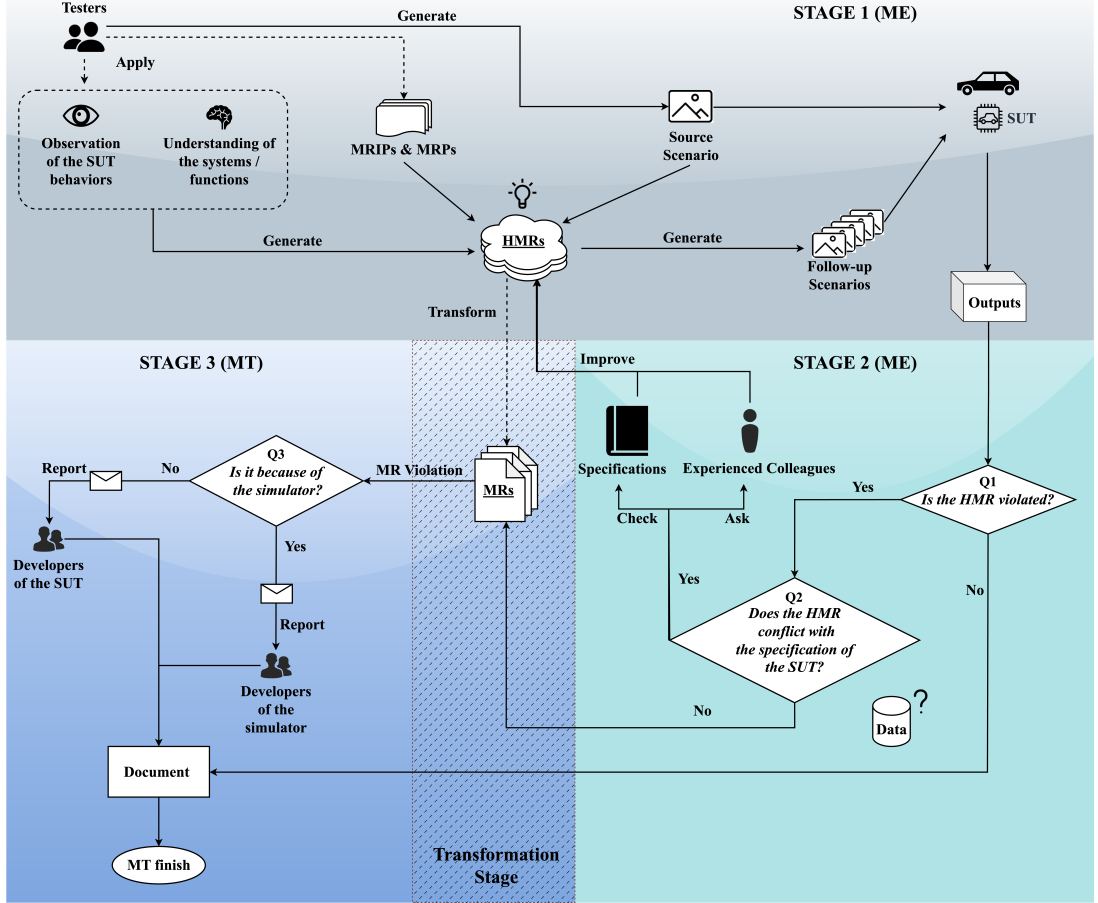 Testers
Generate
STAGE 1 (ME)
Apply
Observation
of the SUT
behaviors
Understanding of
the systems /
functions
MRIPs & MRPs
Source
Scenario
SUT
Generate
HMRs
Generate
Follow-up
Scenarios
Outputs
Transform
STAGE 3 (MT)
Improve
STAGE 2 (ME)
Specifications
Experienced Colleagues
Check
Ask
Q1
Is the HMR violated?
Yes
No
Q2
Does the HMR
conflict with
the specification of
the SUT?
Yes
No
Data
?
MRs
MR Violation
Q3
Is it because of
the simulator?
No
Report
Developers
of the SUT
Yes
Report
Developers
of the
simulator
Document
MT finish
Transformation
Stage